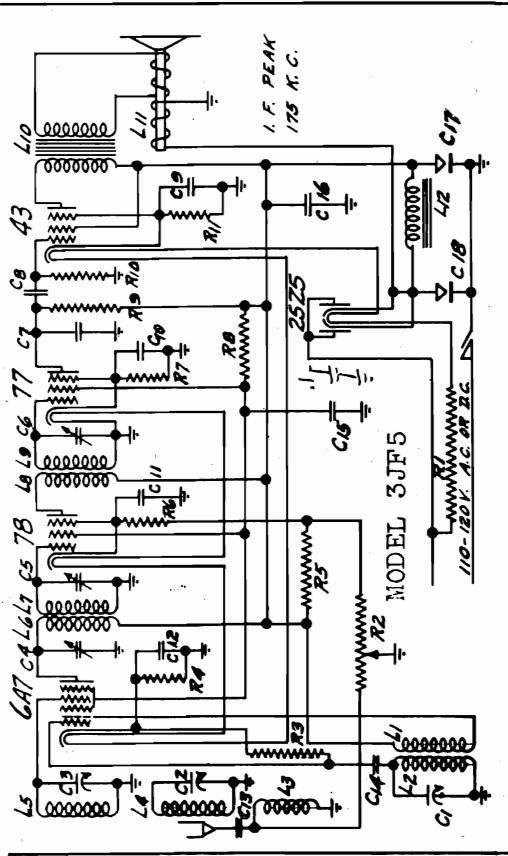 6A7
C4
L6
L7
C5
78
L8
L9
C6
77
C7
C8
43
L10
L5
C3
C12
R4
C11
R6
C10
R7
R9
R10
C9
R11
L11
I.F. PEAK
175 K.C.
L4
C2
C13
L3
R3
R5
R8
C15
C16
25Z5
L12
C17
C18
R2
MODEL 3JF5
R1
110-120 V. A.C. OR D.C.
C14
L2
L1
C1